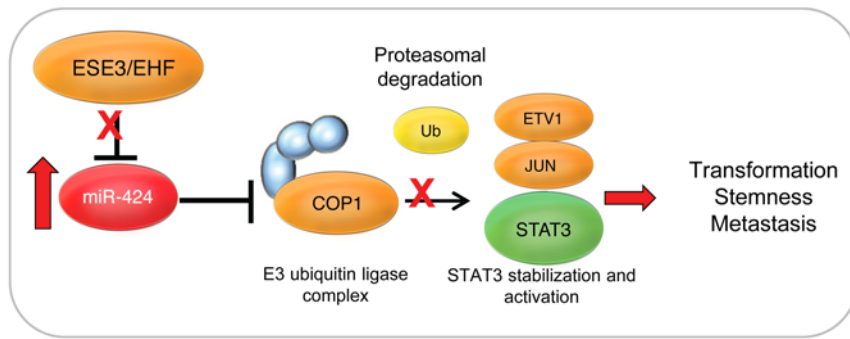 ESE3/EHF
X
miR-424
COP1
E3 ubiquitin ligase
complex
Proteasomal
degradation
Ub
X
ETV1
JUN
STAT3
STAT3 stabilization and
activation
Transformation
Stemness
Metastasis